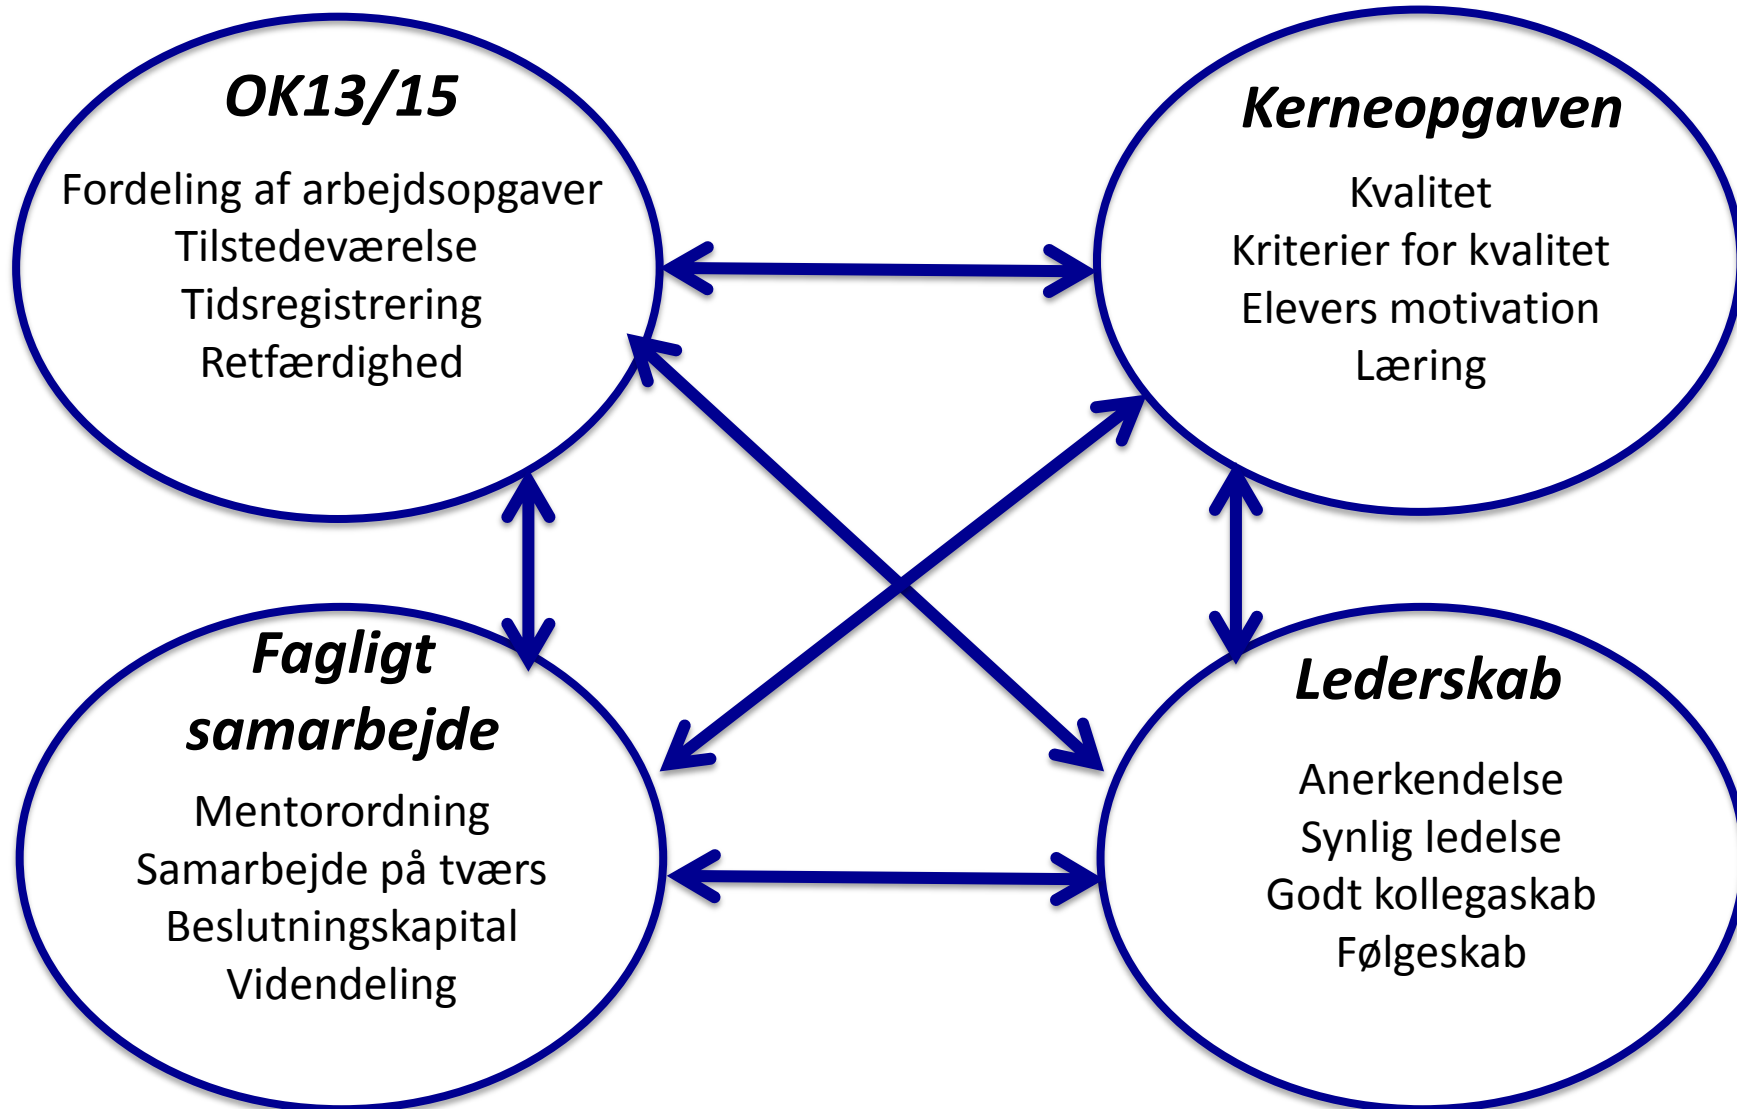 OK13/15
Fordeling af arbejdsopgaver
Tilstedeværelse
Tidsregistrering
Retfærdighed
Kerneopgaven
Kvalitet
Kriterier for kvalitet
Elevers motivation
Læring
Fagligt
samarbejde
Mentorordning
Samarbejde på tværs
Beslutningskapital
Videndeling
Lederskab
Anerkendelse
Synlig ledelse
Godt kollegaskab
Følgeskab